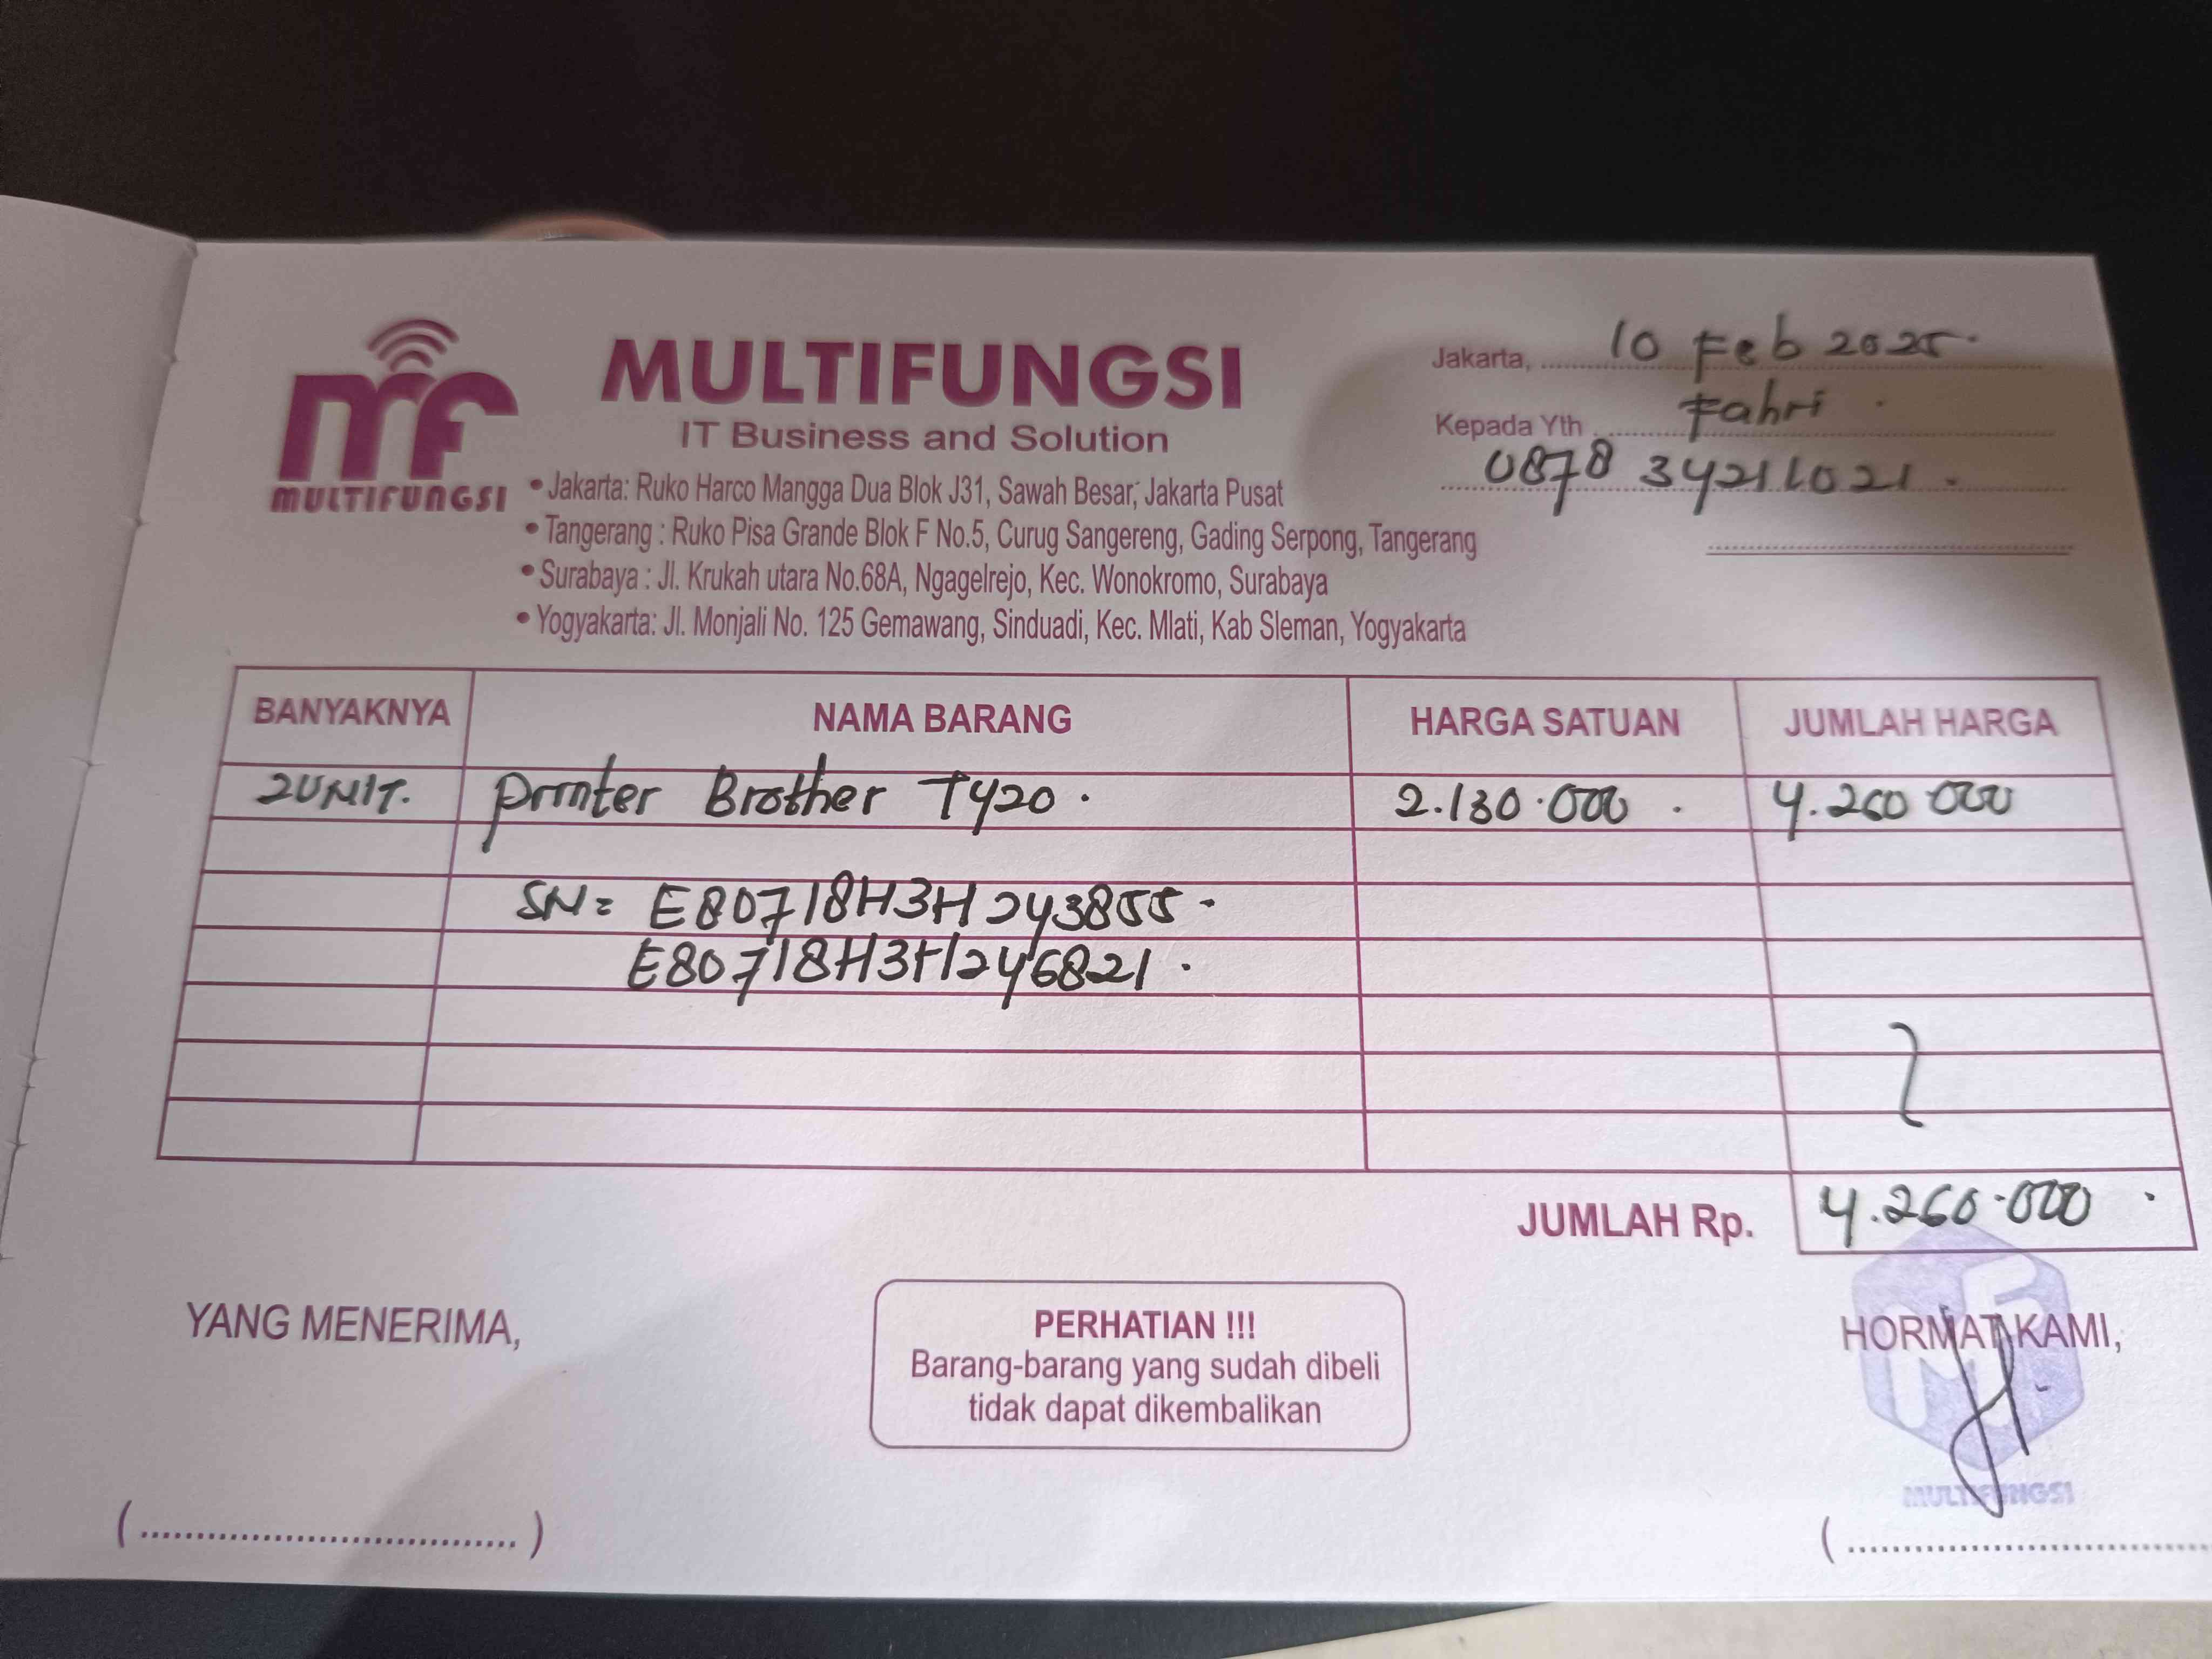 mf
MULTIFUNGSI
MULTIFUNGSI
IT Business and Solution
• Jakarta: Ruko Harco Mangga Dua Blok J31, Sawah Besar, Jakarta Pusat
• Tangerang : Ruko Pisa Grande Blok F No.5, Curug Sangereng, Gading Serpong, Tangerang
• Surabaya : Jl. Krukah utara No.68A, Ngagelrejo, Kec. Wonokromo, Surabaya
• Yogyakarta: Jl. Monjali No. 125 Gemawang, Sinduadi, Kec. Mlati, Kab Sleman, Yogyakarta
Jakarta, 10 Feb 2025.
Kepada Yth Fahri.
0878 34211021.
BANYAKNYA NAMA BARANG HARGA SATUAN JUMLAH HARGA
2UNIT. Printer Brother T420. 2.130.000. 4.260 000
SN= E80718H3H243855.
E80718H3H246821.
JUMLAH Rp. 4.260.000.
YANG MENERIMA,
PERHATIAN !!!
Barang-barang yang sudah dibeli
tidak dapat dikembalikan
HORMAT KAMI,
MULTIFUNGSI
(.................................)
(.................................